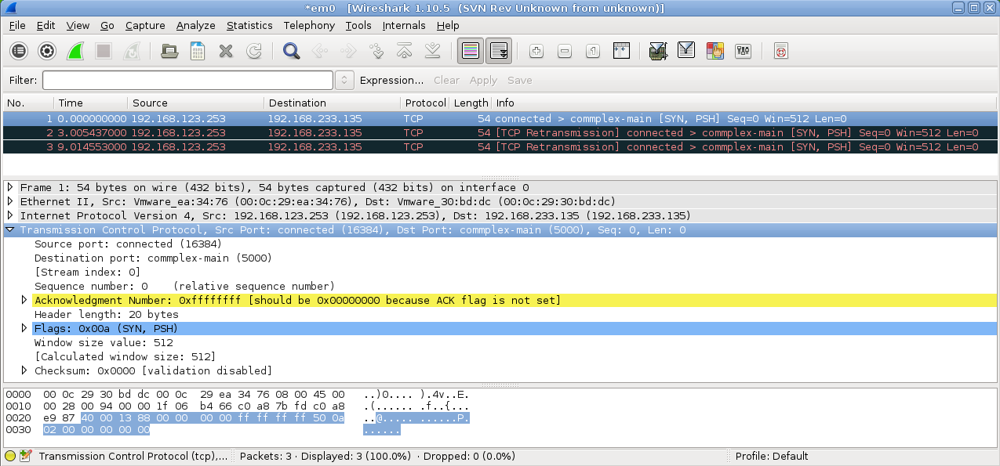 *em0 [Wireshark 1.10.5 (SVN Rev Unknown from unknown)]
File Edit View Go Capture Analyze Statistics Telephony Tools Internals Help
Filter: Expression... Clear Apply Save
No. Time Source Destination Protocol Length Info
1 0.000000000 192.168.123.253 192.168.233.135 TCP 54 connected > commplex-main [SYN, PSH] Seq=0 Win=512 Len=0
2 3.005437000 192.168.123.253 192.168.233.135 TCP 54 [TCP Retransmission] connected > commplex-main [SYN, PSH] Seq=0 Win=512 Len=0
3 9.014553000 192.168.123.253 192.168.233.135 TCP 54 [TCP Retransmission] connected > commplex-main [SYN, PSH] Seq=0 Win=512 Len=0
Frame 1: 54 bytes on wire (432 bits), 54 bytes captured (432 bits) on interface 0
Ethernet II, Src: Vmware_ea:34:76 (00:0c:29:ea:34:76), Dst: Vmware_30:bd:dc (00:0c:29:30:bd:dc)
Internet Protocol Version 4, Src: 192.168.123.253 (192.168.123.253), Dst: 192.168.233.135 (192.168.233.135)
Transmission Control Protocol, Src Port: connected (16384), Dst Port: commplex-main (5000), Seq: 0, Len: 0
Source port: connected (16384)
Destination port: commplex-main (5000)
[Stream index: 0]
Sequence number: 0 (relative sequence number)
Acknowledgment Number: 0xffffffff [should be 0x00000000 because ACK flag is not set]
Header length: 20 bytes
Flags: 0x00a (SYN, PSH)
Window size value: 512
[Calculated window size: 512]
Checksum: 0x0000 [validation disabled]
0000 00 0c 29 30 bd dc 00 0c 29 ea 34 76 08 00 45 00 ..)0.... ).4v..E.
0010 00 28 00 94 00 00 1f 06 b4 66 c0 a8 7b fd c0 a8 .(...... .f..{...
0020 e9 87 40 00 13 88 00 00 00 00 ff ff ff ff 50 0a ..@..... ......P.
0030 02 00 00 00 00 00 ......
Transmission Control Protocol (tcp),... Packets: 3 · Displayed: 3 (100.0%) · Dropped: 0 (0.0%) Profile: Default